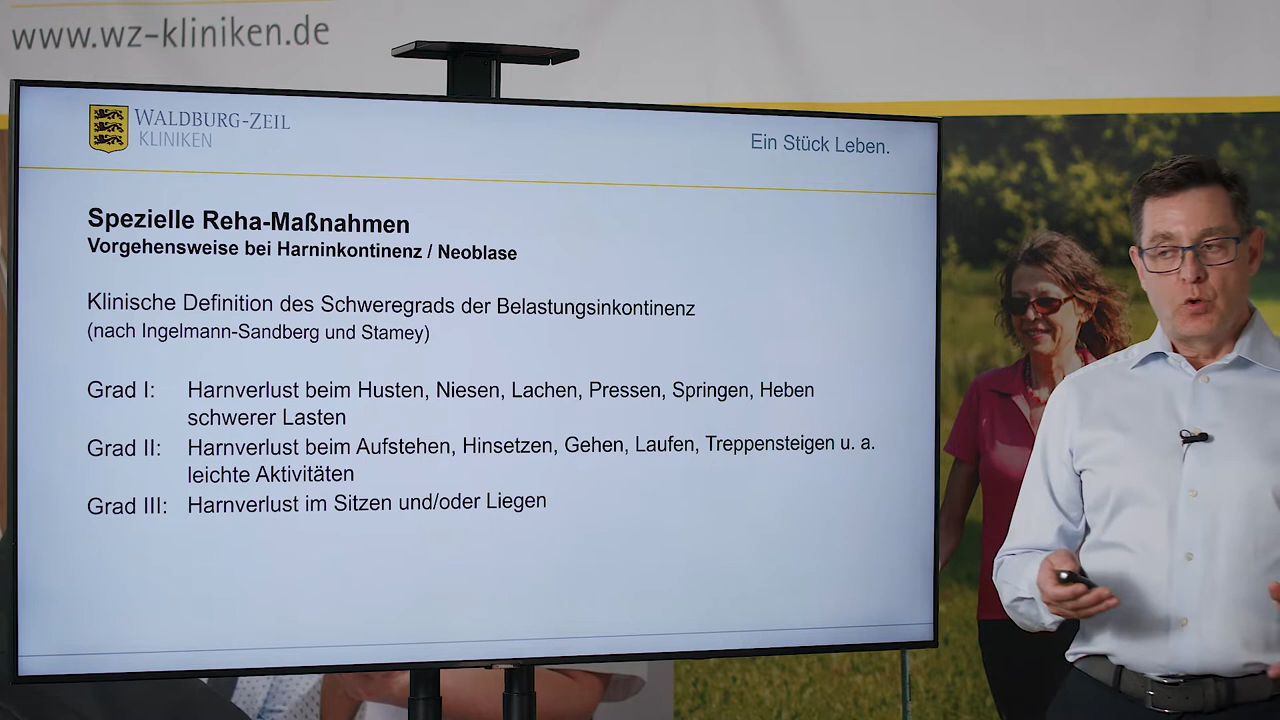 www.wz-kliniken.de
WALDBURG-ZEIL
KLINIKEN
Ein Stück Leben.
Spezielle Reha-Maßnahmen
Vorgehensweise bei Harninkontinenz / Neoblase
Klinische Definition des Schweregrads der Belastungsinkontinenz
(nach Ingelmann-Sandberg und Stamey)
Grad I: Harnverlust beim Husten, Niesen, Lachen, Pressen, Springen, Heben
schwerer Lasten
Grad II: Harnverlust beim Aufstehen, Hinsetzen, Gehen, Laufen, Treppensteigen u. a.
leichte Aktivitäten
Grad III: Harnverlust im Sitzen und/oder Liegen